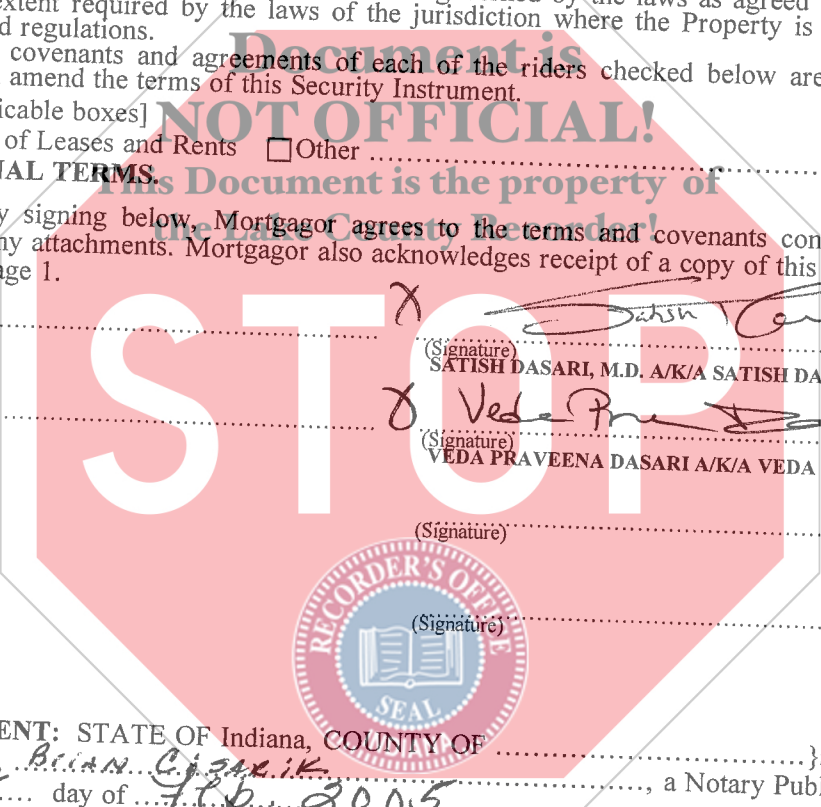 extent required by the laws of the jurisdiction where the Property is
d regulations.
covenants and agreements of each of the riders checked below are
amend the terms of this Security Instrument.
icable boxes]
of Leases and Rents Other
NAL TERMS.
y signing below, Mortgagor agrees to the terms and covenants con
ny attachments. Mortgagor also acknowledges receipt of a copy of this
age 1.
Document is
NOT OFFICIAL!
This Document is the property of
the Lake County Recorder!
STOP
X Satish
(Signature)
SATISH DASARI, M.D. A/K/A SATISH DA
X Veda
(Signature)
VEDA PRAVEENA DASARI A/K/A VEDA
(Signature)
(Signature)
RECORDER'S OFFICE
SEAL
ENT: STATE OF Indiana, COUNTY OF }
Brian , a Notary Publ
day of Feb 2005